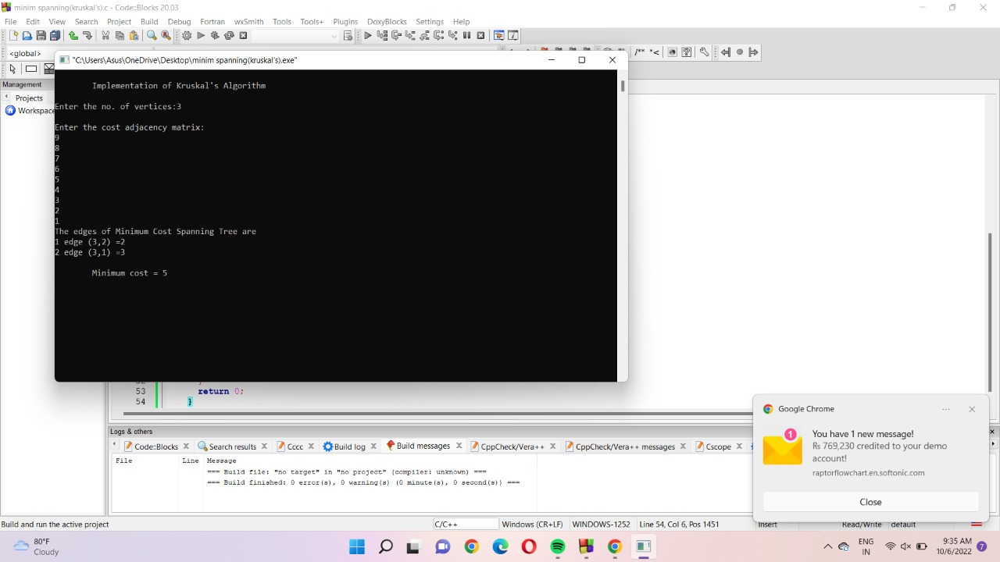 minim spanning(kruskal's).c - Code::Blocks 20.03
File Edit View Search Project Build Debug Fortran wxSmith Tools Tools+ Plugins DoxyBlocks Settings Help
<global>
/** *<
"C:\Users\Asus\OneDrive\Desktop\minim spanning(kruskal's).exe"
Management
Projects
Workspace
Implementation of Kruskal's Algorithm
Enter the no. of vertices:3
Enter the cost adjacency matrix:
9
8
7
6
5
4
3
2
1
The edges of Minimum Cost Spanning Tree are
1 edge (3,2) =2
2 edge (3,1) =3
Minimum cost = 5
53 return 0;
54 }
Logs & others
Code::Blocks Search results Cccc Build log Build messages CppCheck/Vera++ CppCheck/Vera++ messages Cscope
File Line Message
=== Build file: "no target" in "no project" (compiler: unknown) ===
=== Build finished: 0 error(s), 0 warning(s) (0 minute(s), 0 second(s)) ===
Google Chrome
1
You have 1 new message!
Rs 769,230 credited to your demo
account!
raptorflowchart.en.softonic.com
Close
Build and run the active project C/C++ Windows (CR+LF) WINDOWS-1252 Line 54, Col 6, Pos 1451 Insert Read/Write default
80°F
Cloudy
ENG
IN
9:35 AM
10/6/2022
7